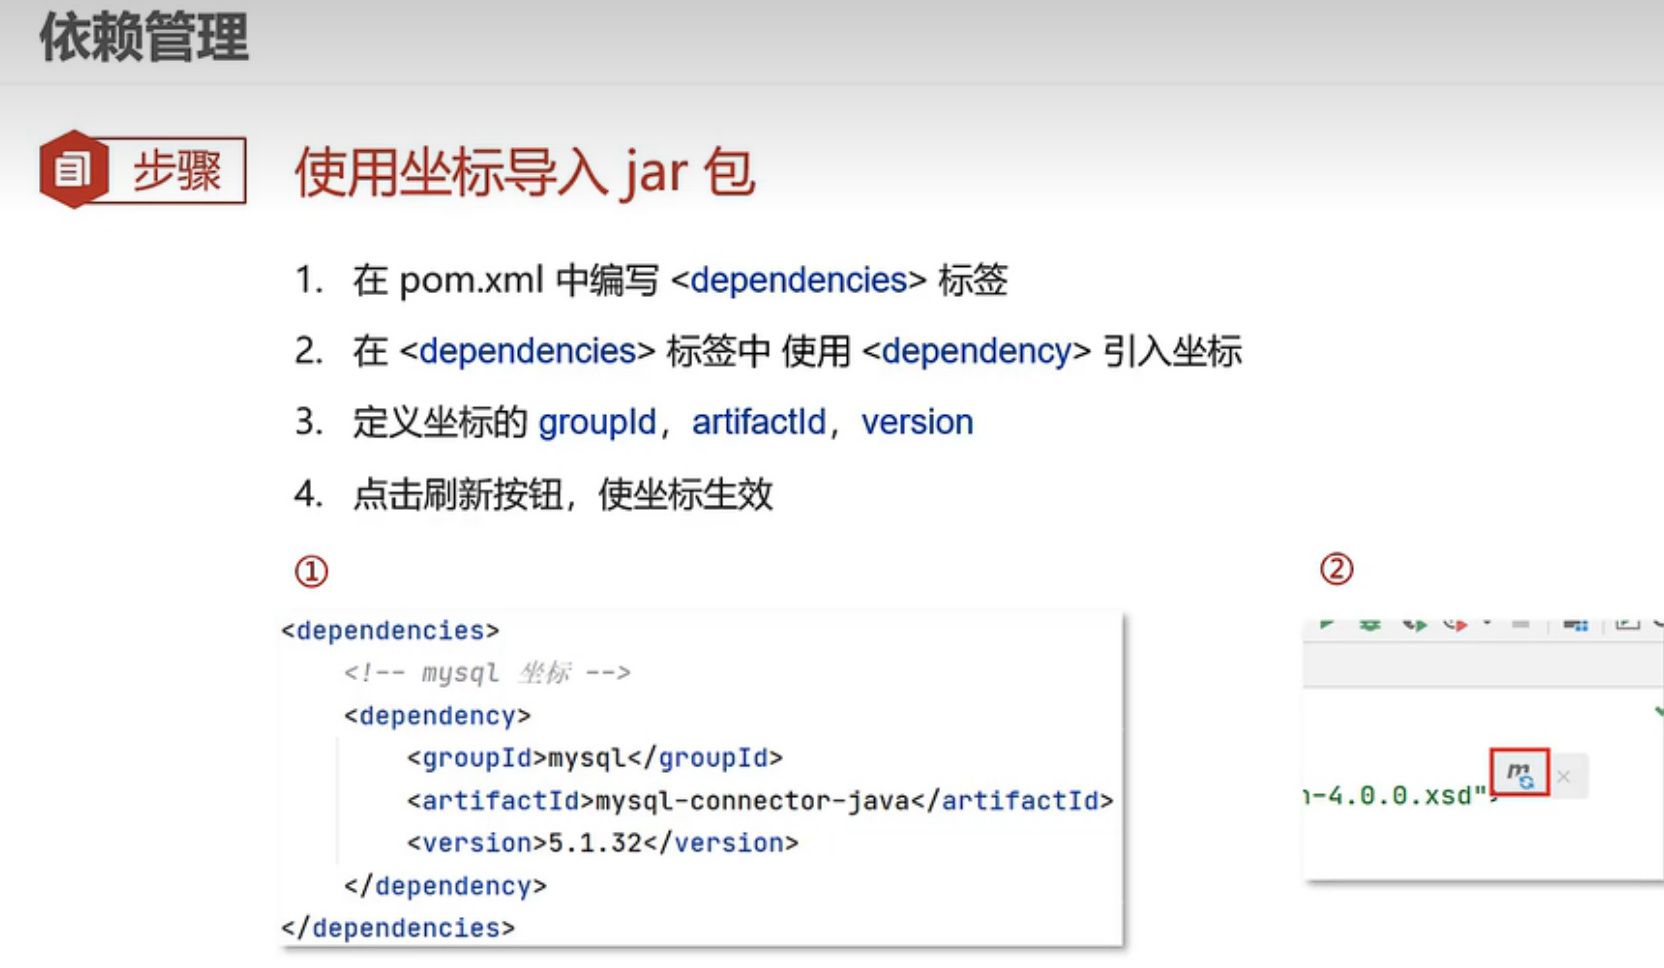 依赖管理
步骤
使用坐标导入 jar 包
1. 在 pom.xml 中编写 <dependencies> 标签
2. 在 <dependencies> 标签中 使用 <dependency> 引入坐标
3. 定义坐标的 groupId，artifactId，version
4. 点击刷新按钮，使坐标生效
①
<dependencies>
<!-- mysql 坐标 -->
<dependency>
<groupId>mysql</groupId>
<artifactId>mysql-connector-java</artifactId>
<version>5.1.32</version>
</dependency>
</dependencies>
②
m
-4.0.0.xsd">